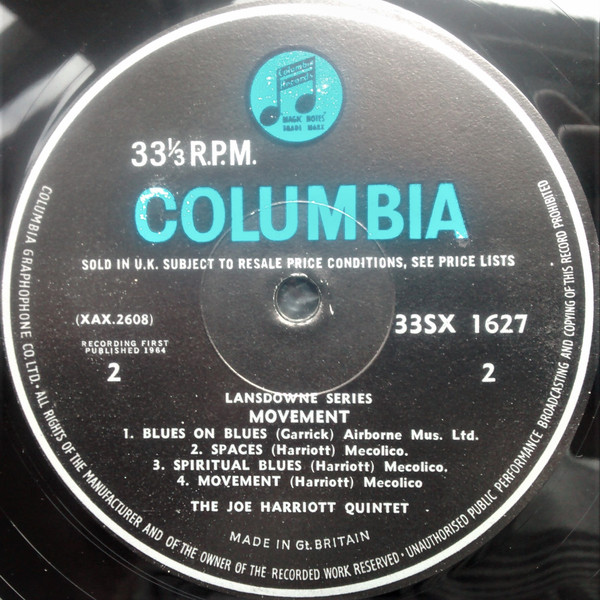 Columbia
Records
MAGIC NOTES
TRADE MARK
33⅓ R.P.M.
COLUMBIA
SOLD IN U.K. SUBJECT TO RESALE PRICE CONDITIONS, SEE PRICE LISTS
(XAX.2608)
33SX 1627
RECORDING FIRST
PUBLISHED 1964
2
2
LANSDOWNE SERIES
MOVEMENT
1. BLUES ON BLUES (Garrick) Airborne Mus. Ltd.
2. SPACES (Harriott) Mecolico.
3. SPIRITUAL BLUES (Harriott) Mecolico.
4. MOVEMENT (Harriott) Mecolico
THE JOE HARRIOTT QUINTET
MADE IN Gt. BRITAIN
COLUMBIA GRAPHOPHONE CO. LTD. · ALL RIGHTS OF THE MANUFACTURER AND OF THE OWNER OF THE RECORDED WORK RESERVED · UNAUTHORISED PUBLIC PERFORMANCE BROADCASTING AND COPYING OF THIS RECORD PROHIBITED